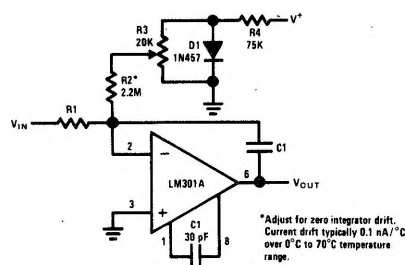 R3
20K
R4
75K
V+
D1
1N457
R2*
2.2M
R1
VIN
C1
2
−
LM301A
6
VOUT
3
+
C1
30 pF
1
8
*Adjust for zero integrator drift.
Current drift typically 0.1 nA/°C
over 0°C to 70°C temperature
range.